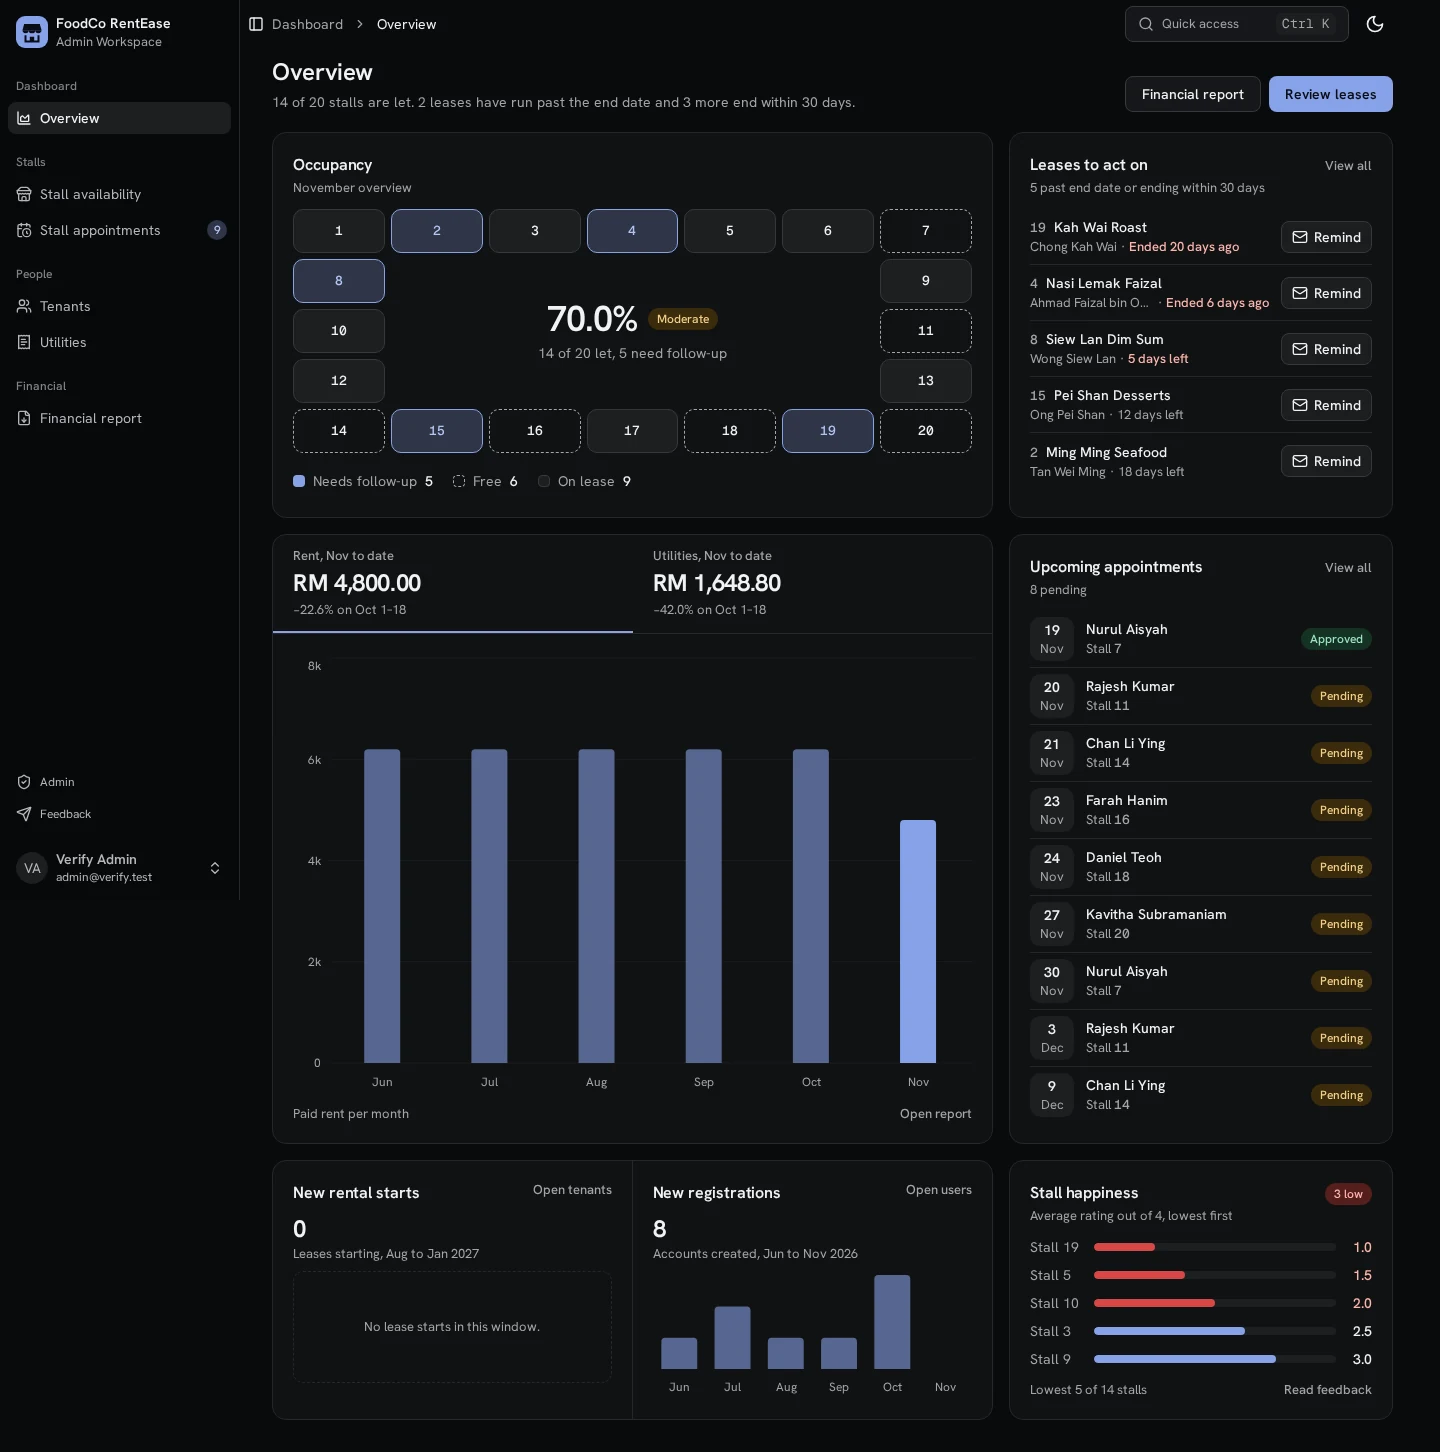 FoodCo RentEase
Admin Workspace
Dashboard
Overview
Stalls
Stall availability
Stall appointments 9
People
Tenants
Utilities
Financial
Financial report
Admin
Feedback
VA
Verify Admin
admin@verify.test
Dashboard > Overview
Quick access Ctrl K
Overview
14 of 20 stalls are let. 2 leases have run past the end date and 3 more end within 30 days.
Financial report
Review leases
Occupancy
November overview
1 2 3 4 5 6 7
8 9
70.0% Moderate
10 11
14 of 20 let, 5 need follow-up
12 13
14 15 16 17 18 19 20
Needs follow-up 5 Free 6 On lease 9
Leases to act on View all
5 past end date or ending within 30 days
19 Kah Wai Roast
Chong Kah Wai · Ended 20 days ago
Remind
4 Nasi Lemak Faizal
Ahmad Faizal bin O... · Ended 6 days ago
Remind
8 Siew Lan Dim Sum
Wong Siew Lan · 5 days left
Remind
15 Pei Shan Desserts
Ong Pei Shan · 12 days left
Remind
2 Ming Ming Seafood
Tan Wei Ming · 18 days left
Remind
Rent, Nov to date
RM 4,800.00
−22.6% on Oct 1–18
Utilities, Nov to date
RM 1,648.80
−42.0% on Oct 1–18
8k
6k
4k
2k
0
Jun Jul Aug Sep Oct Nov
Paid rent per month Open report
Upcoming appointments View all
8 pending
19 Nov
Nurul Aisyah
Stall 7
Approved
20 Nov
Rajesh Kumar
Stall 11
Pending
21 Nov
Chan Li Ying
Stall 14
Pending
23 Nov
Farah Hanim
Stall 16
Pending
24 Nov
Daniel Teoh
Stall 18
Pending
27 Nov
Kavitha Subramaniam
Stall 20
Pending
30 Nov
Nurul Aisyah
Stall 7
Pending
3 Dec
Rajesh Kumar
Stall 11
Pending
9 Dec
Chan Li Ying
Stall 14
Pending
New rental starts Open tenants
0
Leases starting, Aug to Jan 2027
No lease starts in this window.
New registrations Open users
8
Accounts created, Jun to Nov 2026
Jun Jul Aug Sep Oct Nov
Stall happiness 3 low
Average rating out of 4, lowest first
Stall 19 1.0
Stall 5 1.5
Stall 10 2.0
Stall 3 2.5
Stall 9 3.0
Lowest 5 of 14 stalls Read feedback